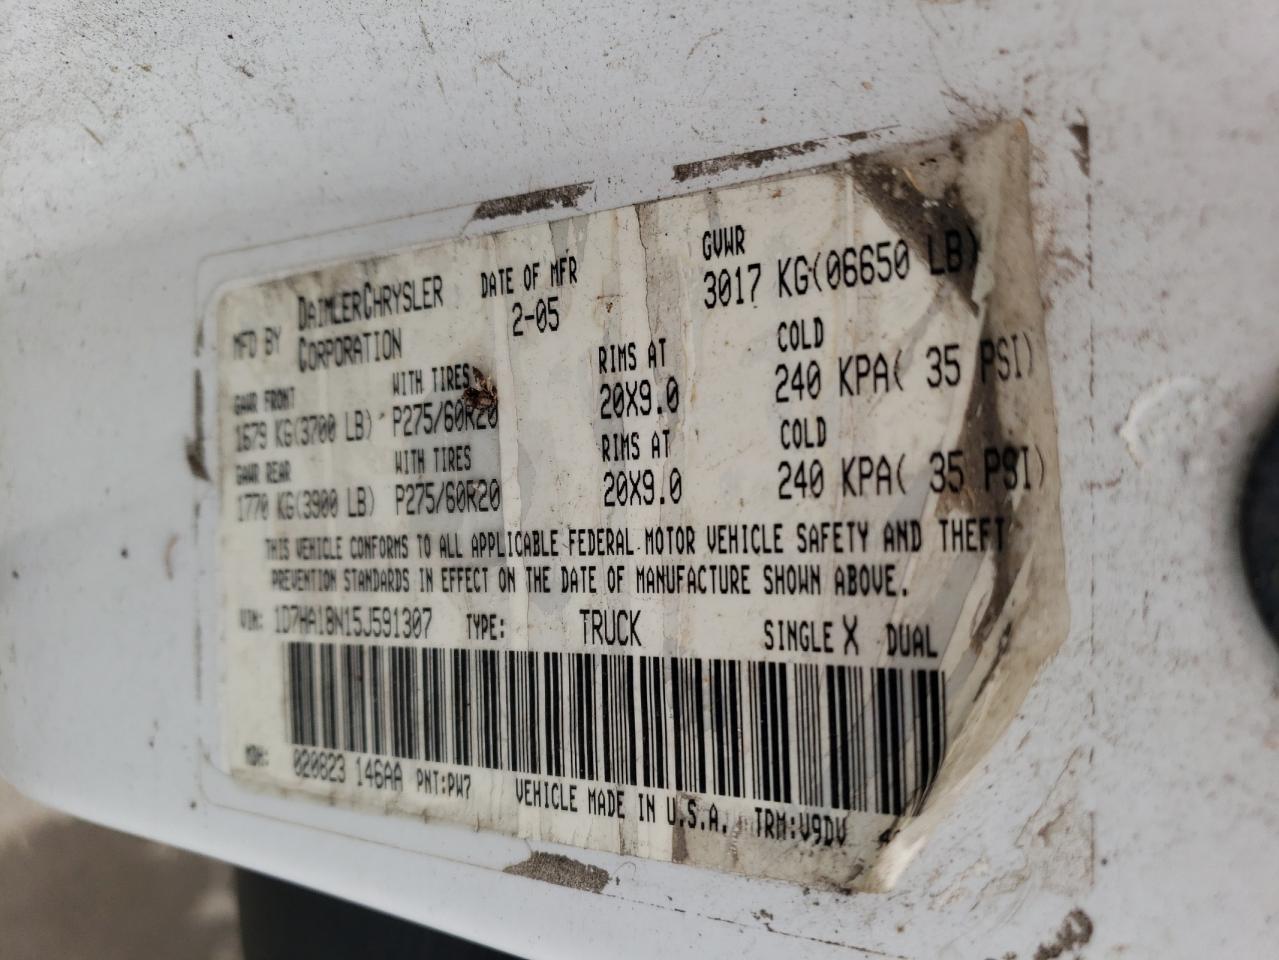 MFD BY DAIMLERCHRYSLER CORPORATION
DATE OF MFR 2-05
GVWR 3017 KG(06650 LB)
GAWR FRONT WITH TIRES RIMS AT COLD
1679 KG(3700 LB) P275/60R20 20X9.0 240 KPA( 35 PSI)
GAWR REAR WITH TIRES RIMS AT COLD
1770 KG(3900 LB) P275/60R20 20X9.0 240 KPA( 35 PSI)
THIS VEHICLE CONFORMS TO ALL APPLICABLE FEDERAL MOTOR VEHICLE SAFETY AND THEFT
PREVENTION STANDARDS IN EFFECT ON THE DATE OF MANUFACTURE SHOWN ABOVE.
VIN: 1D7HA18N15J591307 TYPE: TRUCK SINGLE X DUAL
MDH: 020823 146AA PNT:PW7 VEHICLE MADE IN U.S.A. TRM:V9DV